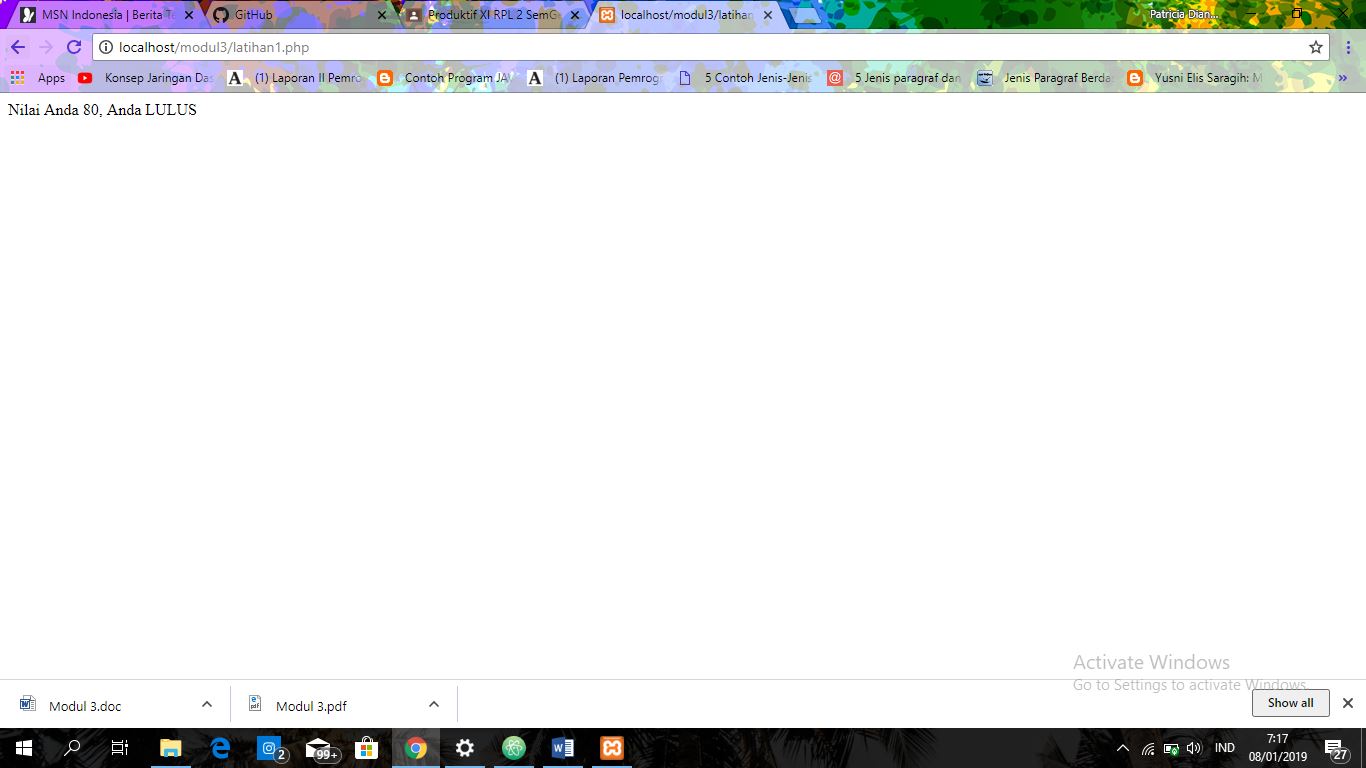 MSN Indonesia | Berita Te
GitHub
Produktif XI RPL 2 SemGe
localhost/modul3/latihan
Patricia Dian...
localhost/modul3/latihan1.php
Apps
Konsep Jaringan Das
(1) Laporan II Pemro
Contoh Program JAV
(1) Laporan Pemrog
5 Contoh Jenis-Jenis
5 Jenis paragraf dan
Jenis Paragraf Berdas
Yusni Elis Saragih: M
»
Nilai Anda 80, Anda LULUS
Activate Windows
Go to Settings to activate Windows.
Modul 3.doc
Modul 3.pdf
Show all
2
99+
IND
7:17
08/01/2019
27